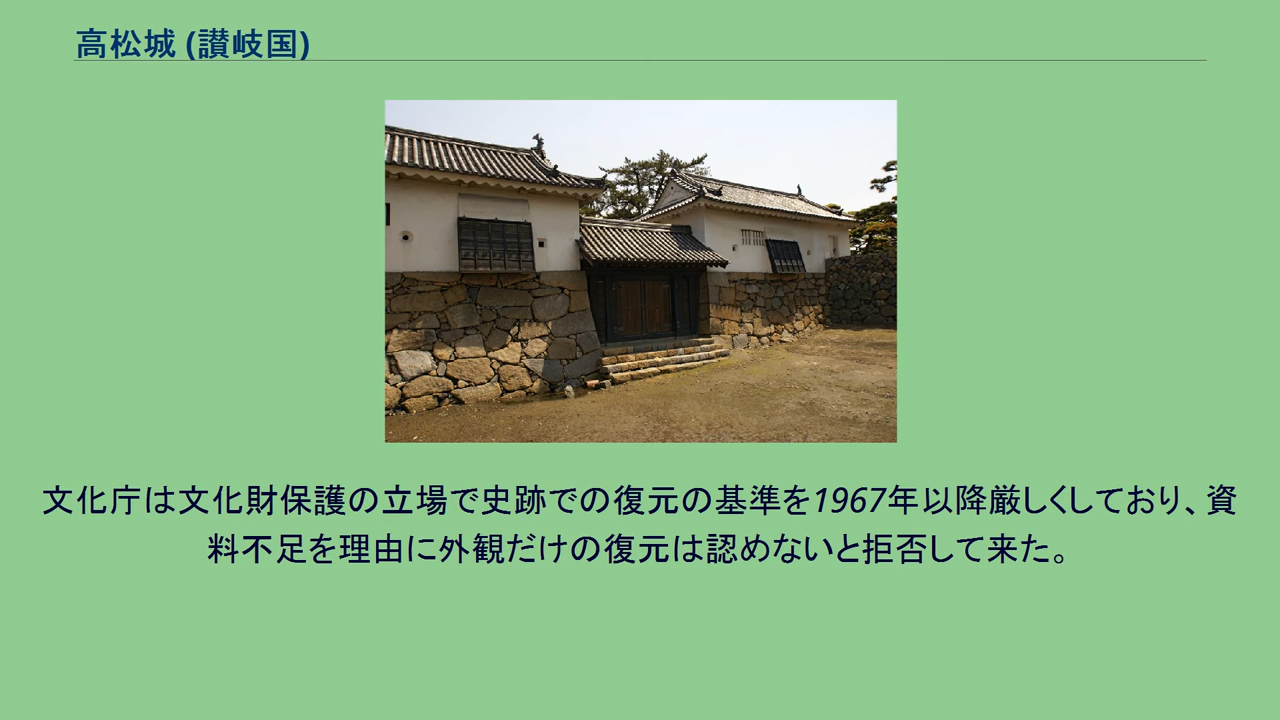 高松城 (讃岐国)
文化庁は文化財保護の立場で史跡での復元の基準を1967年以降厳しくしており、資
料不足を理由に外観だけの復元は認めないと拒否して来た。